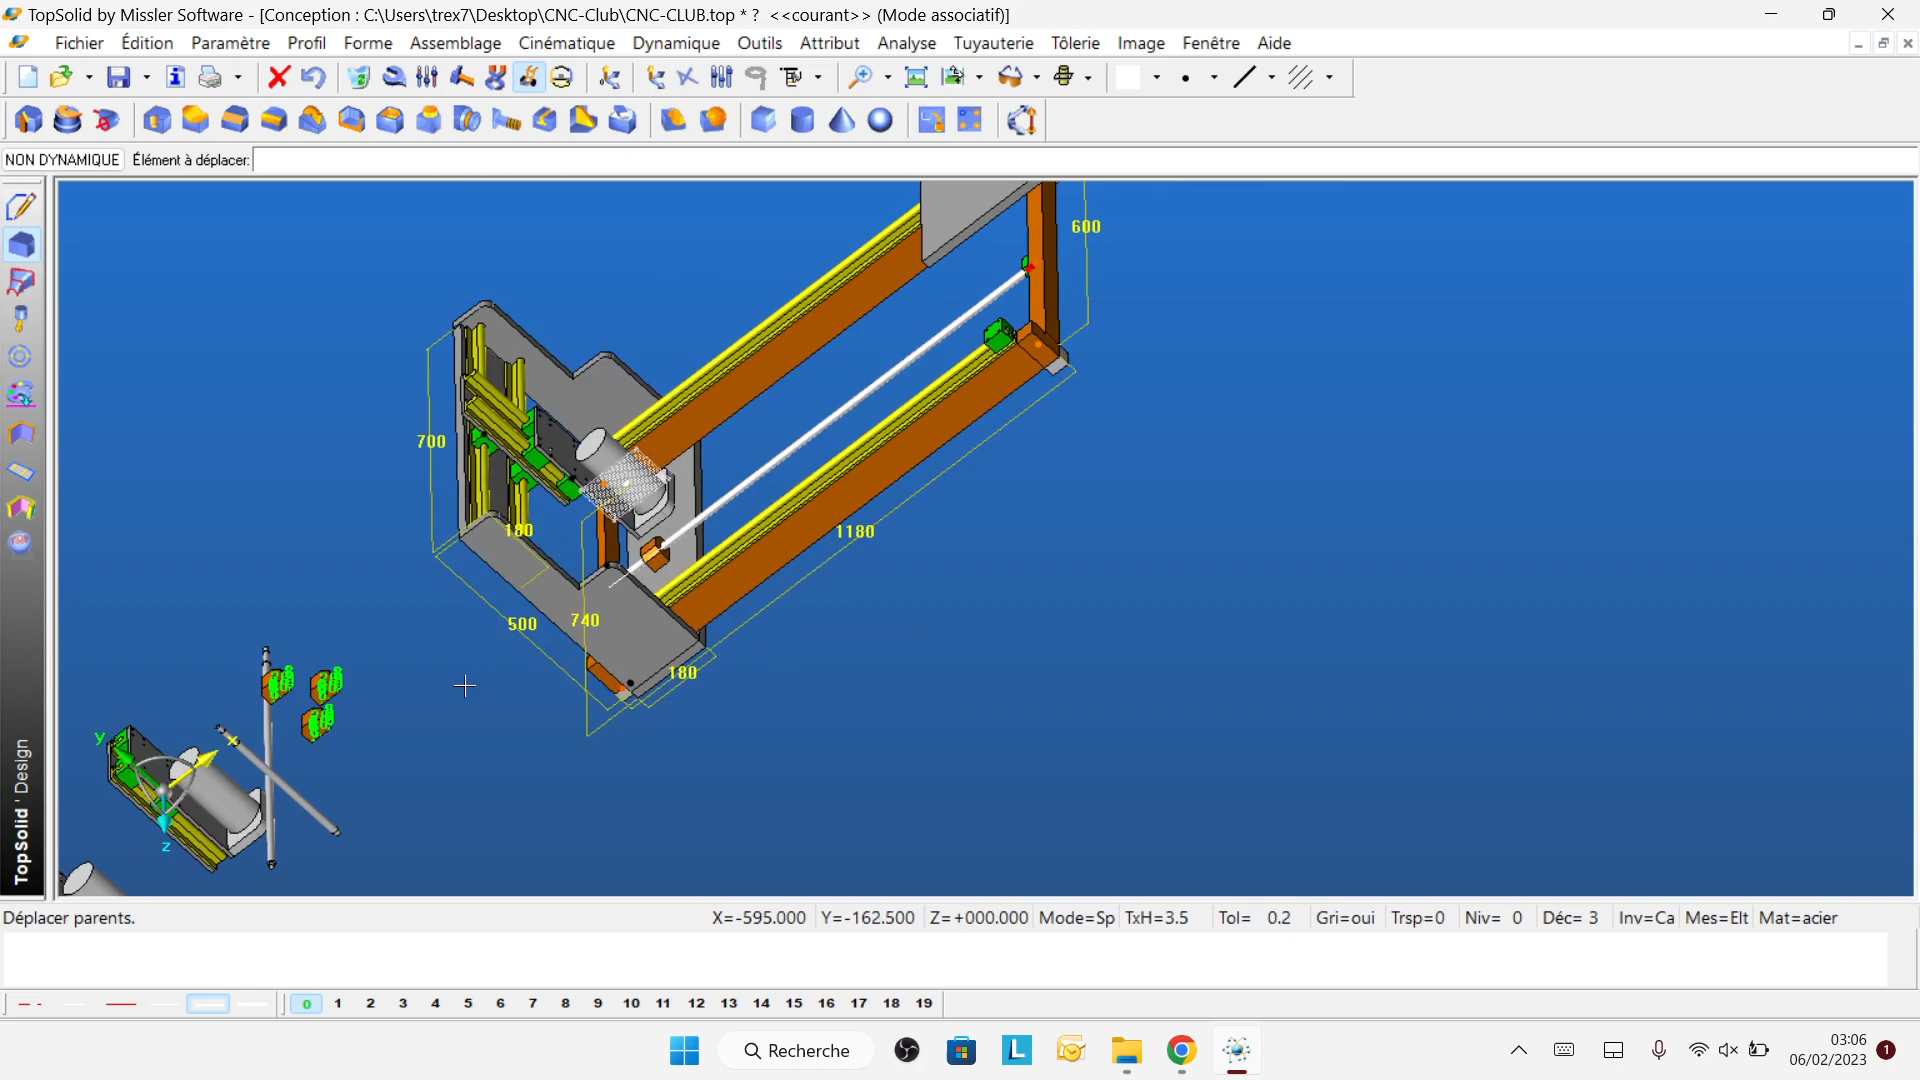 TopSolid by Missler Software - [Conception : C:\Users\trex7\Desktop\CNC-Club\CNC-CLUB.top * ?  <<courant>> (Mode associatif)]
Fichier Édition Paramètre Profil Forme Assemblage Cinématique Dynamique Outils Attribut Analyse Tuyauterie Tôlerie Image Fenêtre Aide
NON DYNAMIQUE Élément à déplacer:
600
700
180
1180
500
740
180
Y
X
Z
TopSolid'Design
Déplacer parents.
X=-595.000 Y=-162.500 Z=+000.000 Mode=Sp TxH=3.5 Tol= 0.2 Gri=oui Trsp=0 Niv= 0 Déc= 3 Inv=Ca Mes=Elt Mat=acier
0 1 2 3 4 5 6 7 8 9 10 11 12 13 14 15 16 17 18 19
Recherche
L
03:06
06/02/2023
1